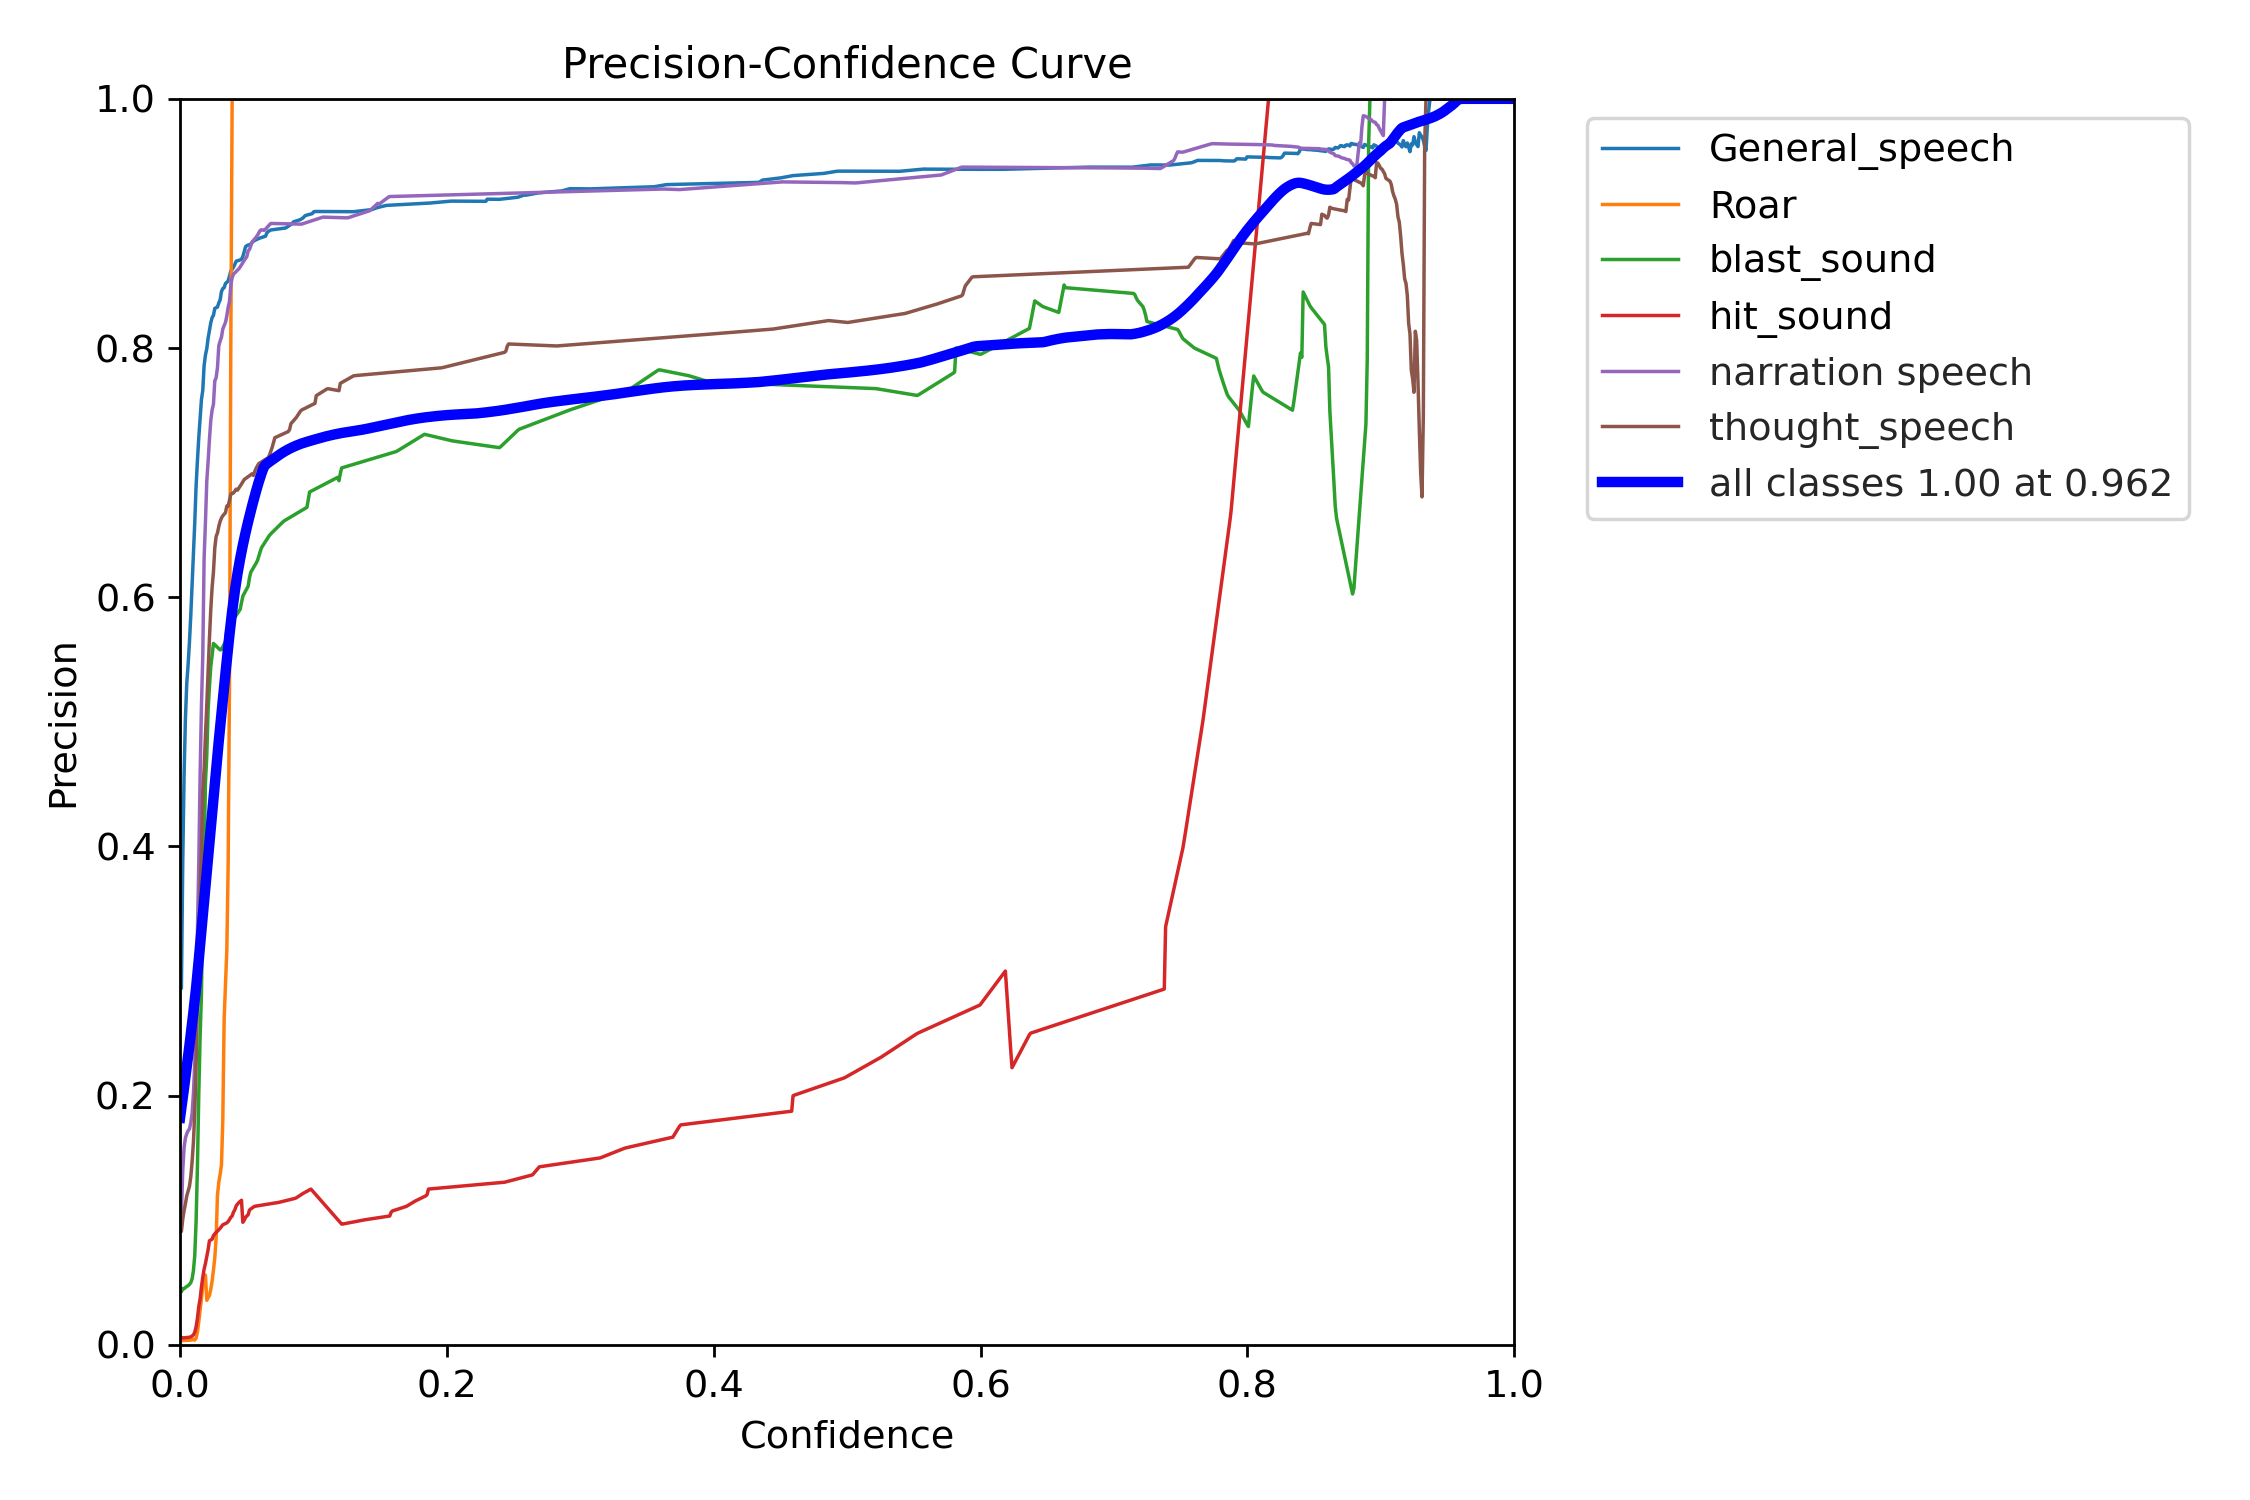 Precision-Confidence Curve
1.0
0.8
0.6
0.4
0.2
0.0
Precision
0.0 0.2 0.4 0.6 0.8 1.0
Confidence
General_speech
Roar
blast_sound
hit_sound
narration speech
thought_speech
all classes 1.00 at 0.962